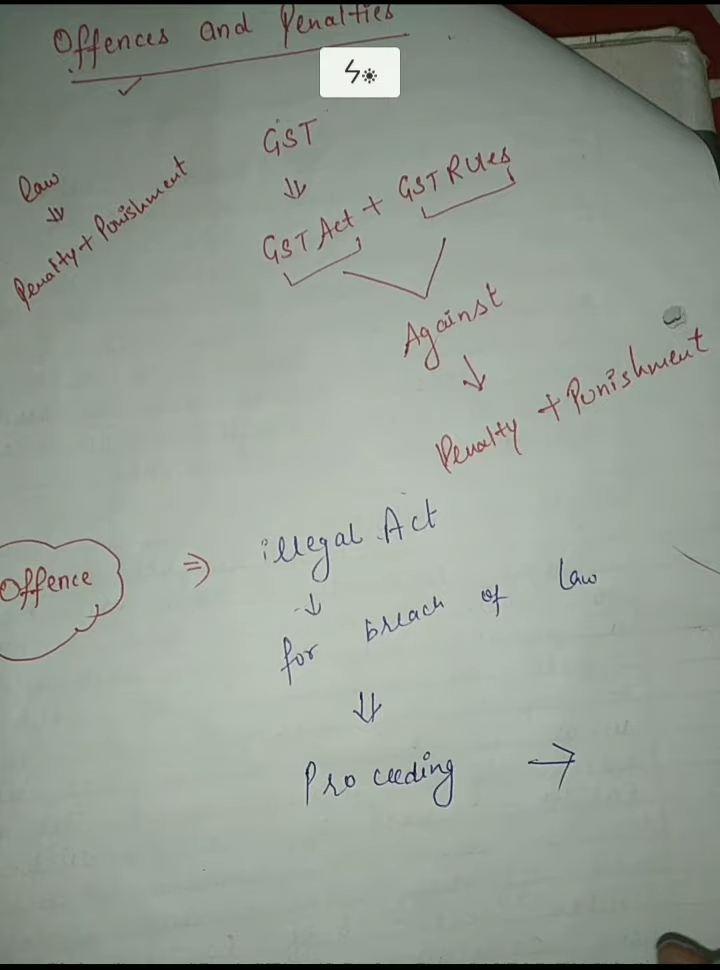 Offences and Penalties
Law
⇓
Penalty + Punishment
GST
⇓
GST Act + GST Rules
Against
↓
Penalty + Punishment
Offence ⇒ illegal Act
↓
for breach of law
⇓
Proceeding →